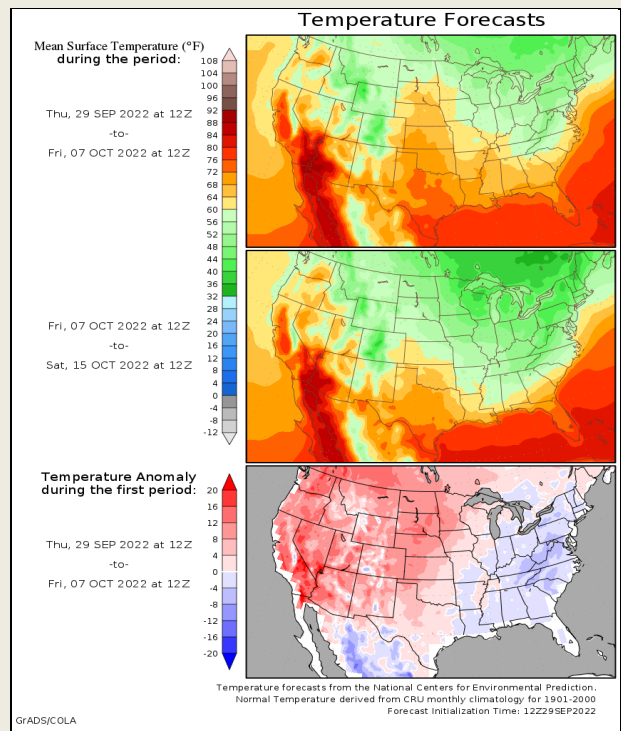 Temperature Forecasts
Mean Surface Temperature (°F)
during the period:
Thu, 29 SEP 2022 at 12Z
-to-
Fri, 07 OCT 2022 at 12Z
108
104
100
96
92
88
84
80
76
72
68
64
60
56
52
48
44
40
36
32
28
24
20
16
12
8
4
0
-4
-8
-12
Fri, 07 OCT 2022 at 12Z
-to-
Sat, 15 OCT 2022 at 12Z
Temperature Anomaly
during the first period:
Thu, 29 SEP 2022 at 12Z
-to-
Fri, 07 OCT 2022 at 12Z
20
16
12
8
4
0
-4
-8
-12
-16
-20
Temperature forecasts from the National Centers for Environmental Prediction.
Normal Temperature derived from CRU monthly climatology for 1901-2000
Forecast Initialization Time: 12Z29SEP2022
GrADS/COLA